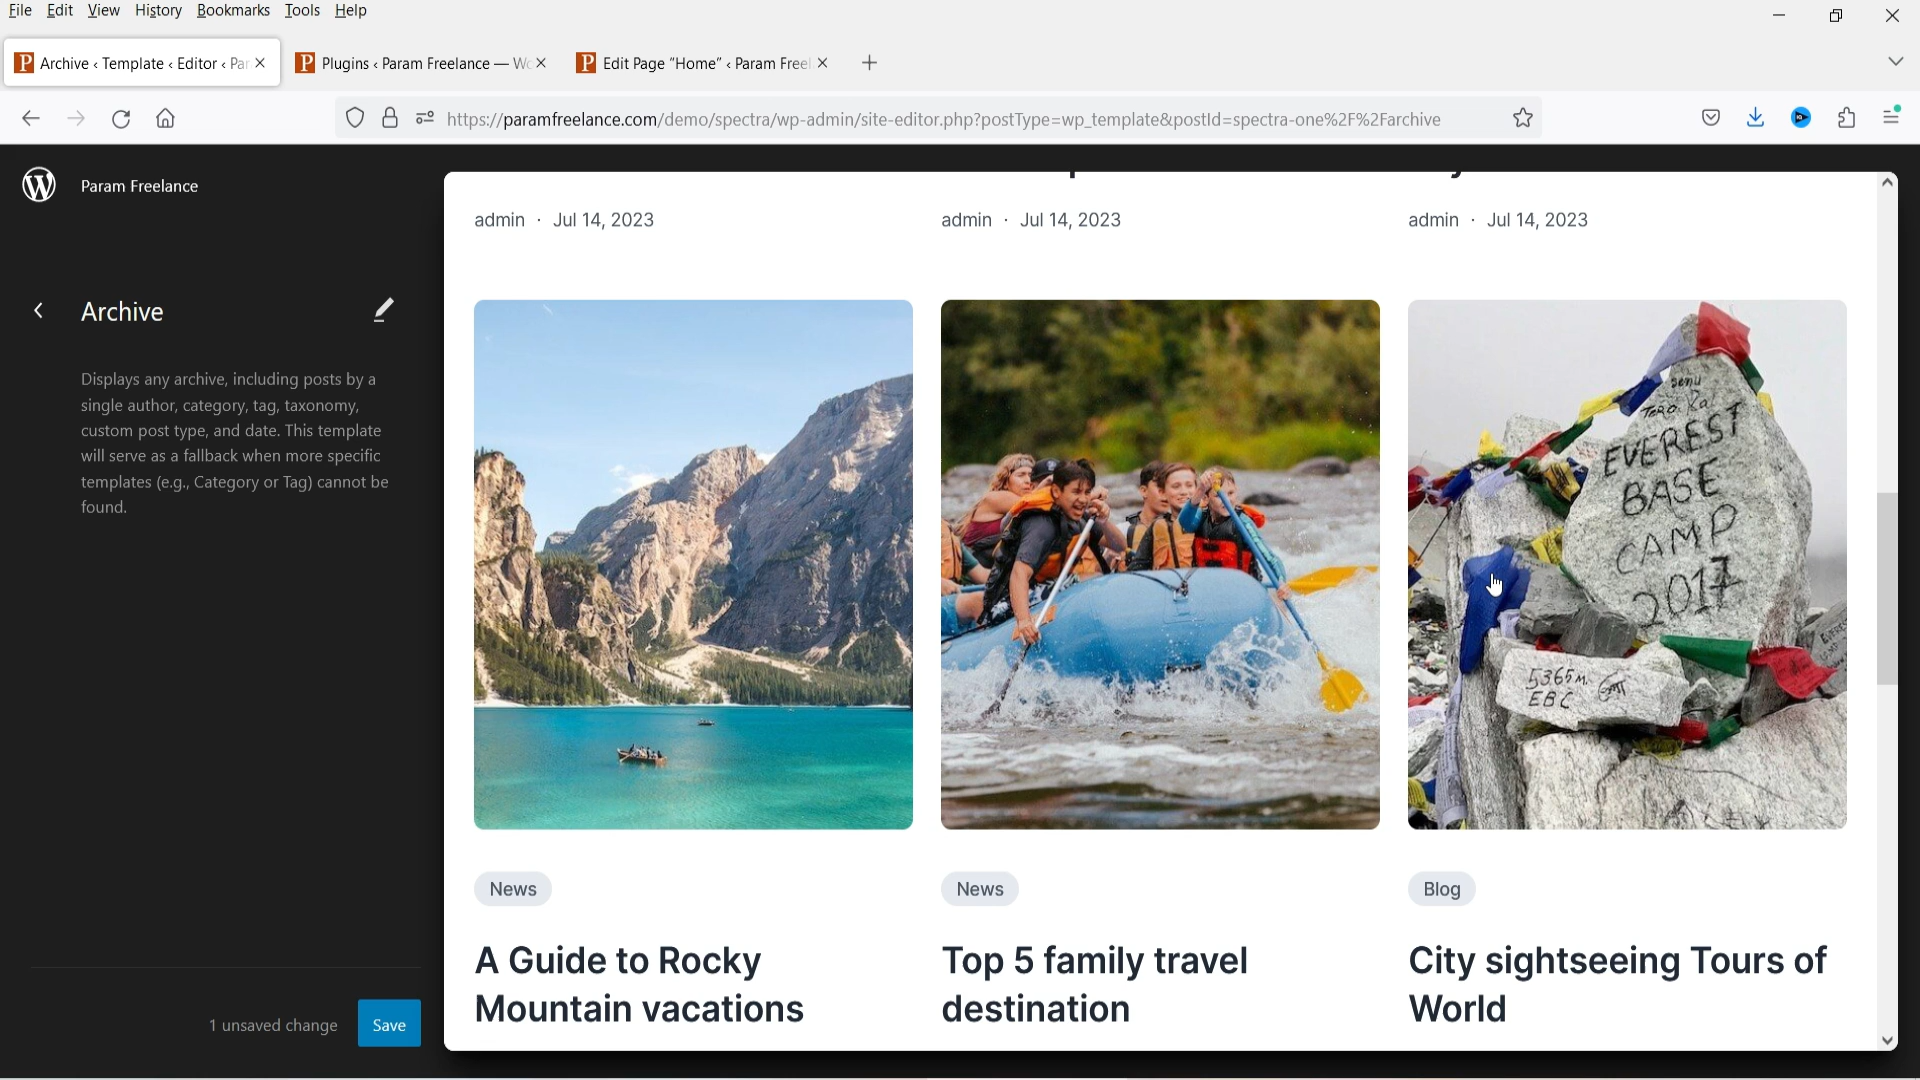 File Edit View History Bookmarks Tools Help
Archive ‹ Template ‹ Editor ‹ Par
Plugins ‹ Param Freelance — Wo
Edit Page “Home” ‹ Param Freel
https://paramfreelance.com/demo/spectra/wp-admin/site-editor.php?postType=wp_template&postId=spectra-one%2F%2Farchive
Param Freelance
Archive
Displays any archive, including posts by a
single author, category, tag, taxonomy,
custom post type, and date. This template
will serve as a fallback when more specific
templates (e.g., Category or Tag) cannot be
found.
1 unsaved change
Save
admin · Jul 14, 2023
admin · Jul 14, 2023
admin · Jul 14, 2023
EVEREST
BASE
CAMP
2017
5365m.
EBC
News
News
Blog
A Guide to Rocky
Mountain vacations
Top 5 family travel
destination
City sightseeing Tours of
World